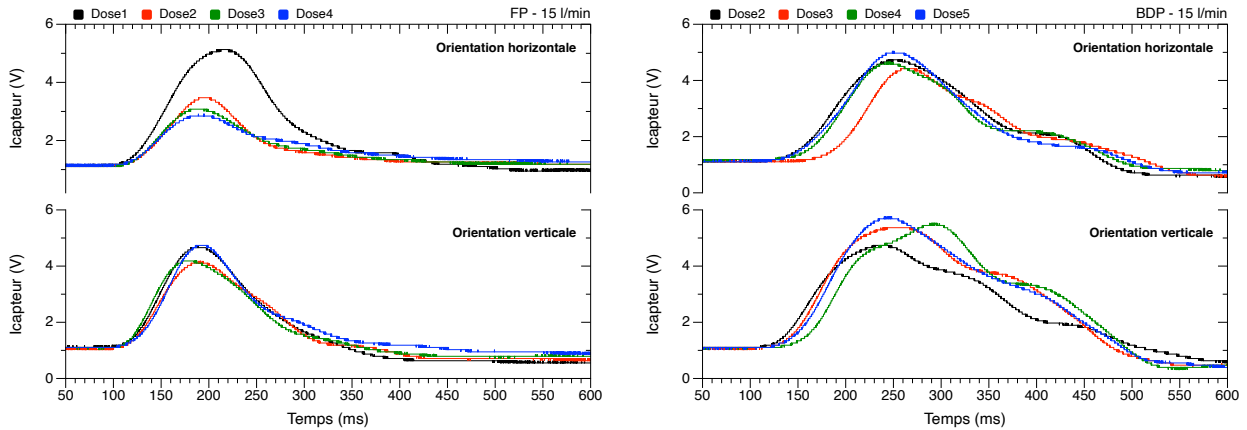 Dose1 Dose2 Dose3 Dose4 FP - 15 l/min
6
Orientation horizontale
4
2
Icapteur (V)
6
Orientation verticale
4
2
0
Icapteur (V)
50 100 150 200 250 300 350 400 450 500 550 600
Temps (ms)
Dose2 Dose3 Dose4 Dose5 BDP - 15 l/min
6
Orientation horizontale
4
2
0
Icapteur (V)
6
Orientation verticale
4
2
0
Icapteur (V)
50 100 150 200 250 300 350 400 450 500 550 600
Temps (ms)